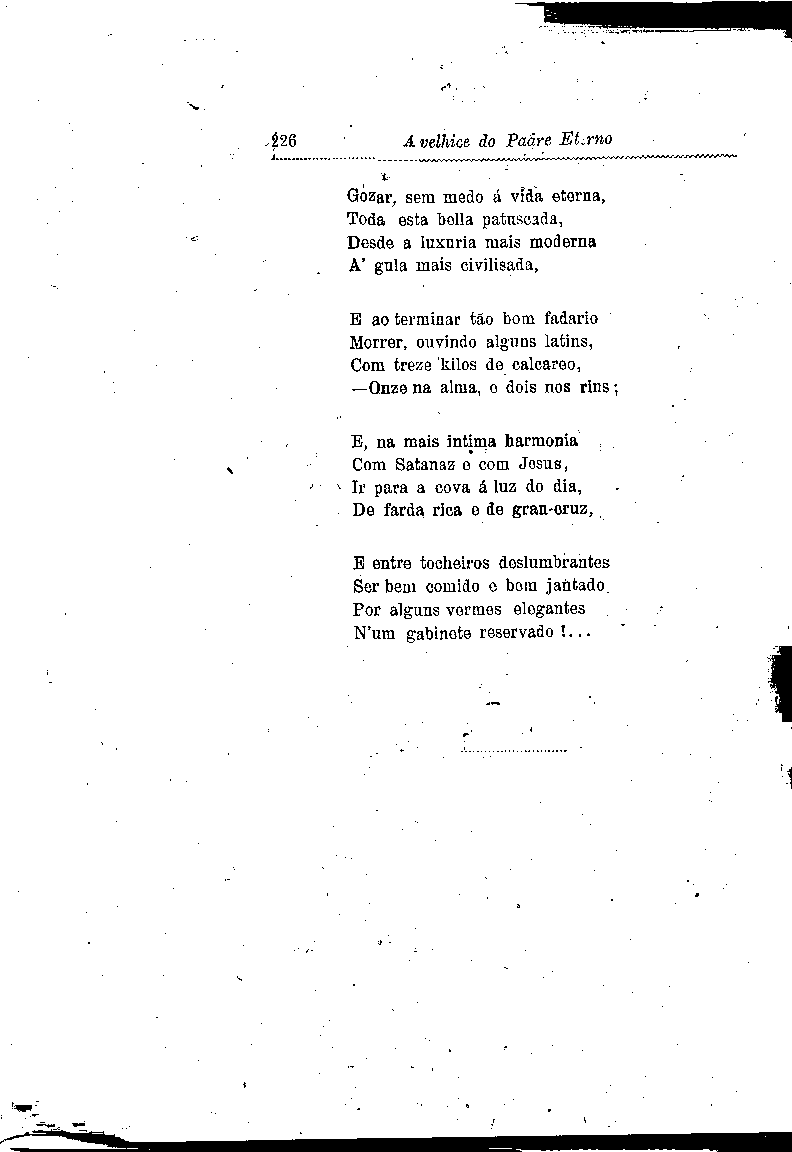 226 A velhice do Padre Eterno
Gozar, sem medo á vida eterna,
Toda esta bella patuscada,
Desde a luxuria mais moderna
A' gula mais civilisada,
E ao terminar tão bom fadario
Morrer, ouvindo alguns latins,
Com treze kilos de calcareo,
—Onze na alma, e dois nos rins;
E, na mais intima harmonia
Com Satanaz e com Jesus,
Ir para a cova á luz do dia,
De farda rica e de gran-cruz,
E entre tocheiros deslumbrantes
Ser bem comido e bem jantado
Por alguns vermes elegantes
N'um gabinete reservado!...